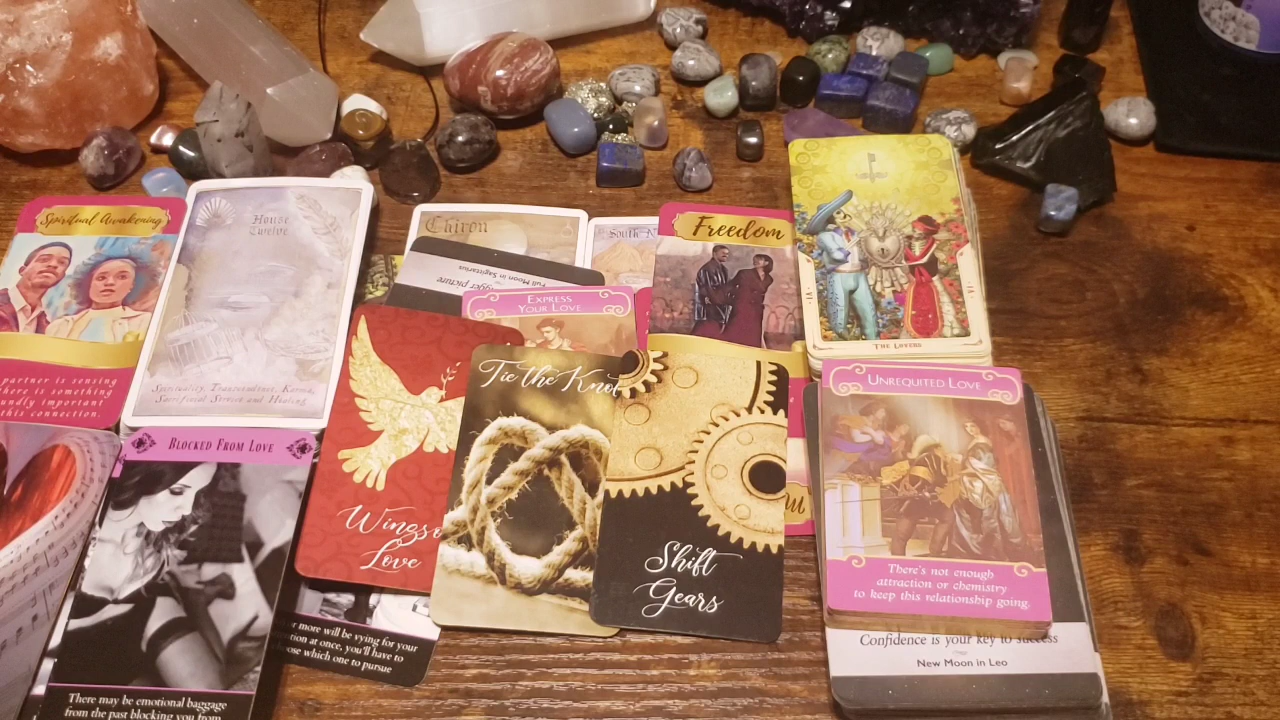 Spiritual Awakening
partner is sensing
there is something
important
this connection.
House
Twelve
Spirituality, Transcendence, Karma,
Sacrificial Service and Healing
Chiron
South N
Full Moon in Sagittarius
picture
EXPRESS
YOUR LOVE
Freedom
VI
VI
THE LOVERS
BLOCKED FROM LOVE
There may be emotional baggage
from the past blocking you from
Wings
Love
or more will be vying for your
at once, you'll have to
which one to pursue
Tie the Knot
Shift
Gears
UNREQUITED LOVE
There's not enough
attraction or chemistry
to keep this relationship going.
Confidence is your key to success
New Moon in Leo